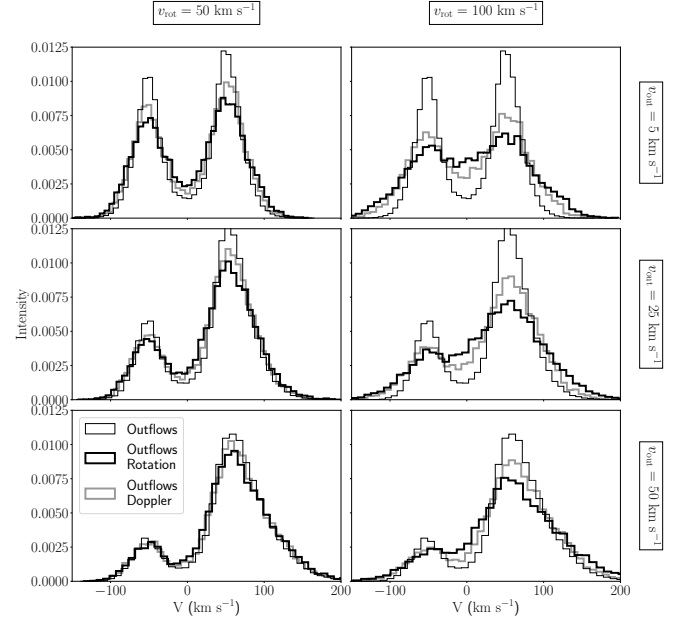 v_rot = 50 km s⁻¹
v_rot = 100 km s⁻¹
0.0125
0.0100
0.0075
0.0050
0.0025
0.0000
v_out = 5 km s⁻¹
0.0125
0.0100
0.0075
0.0050
0.0025
0.0000
Intensity
v_out = 25 km s⁻¹
0.0125
0.0100
0.0075
0.0050
0.0025
0.0000
Outflows
Outflows
Rotation
Outflows
Doppler
v_out = 50 km s⁻¹
−100 0 100 200
−100 0 100 200
V (km s⁻¹)
V (km s⁻¹)